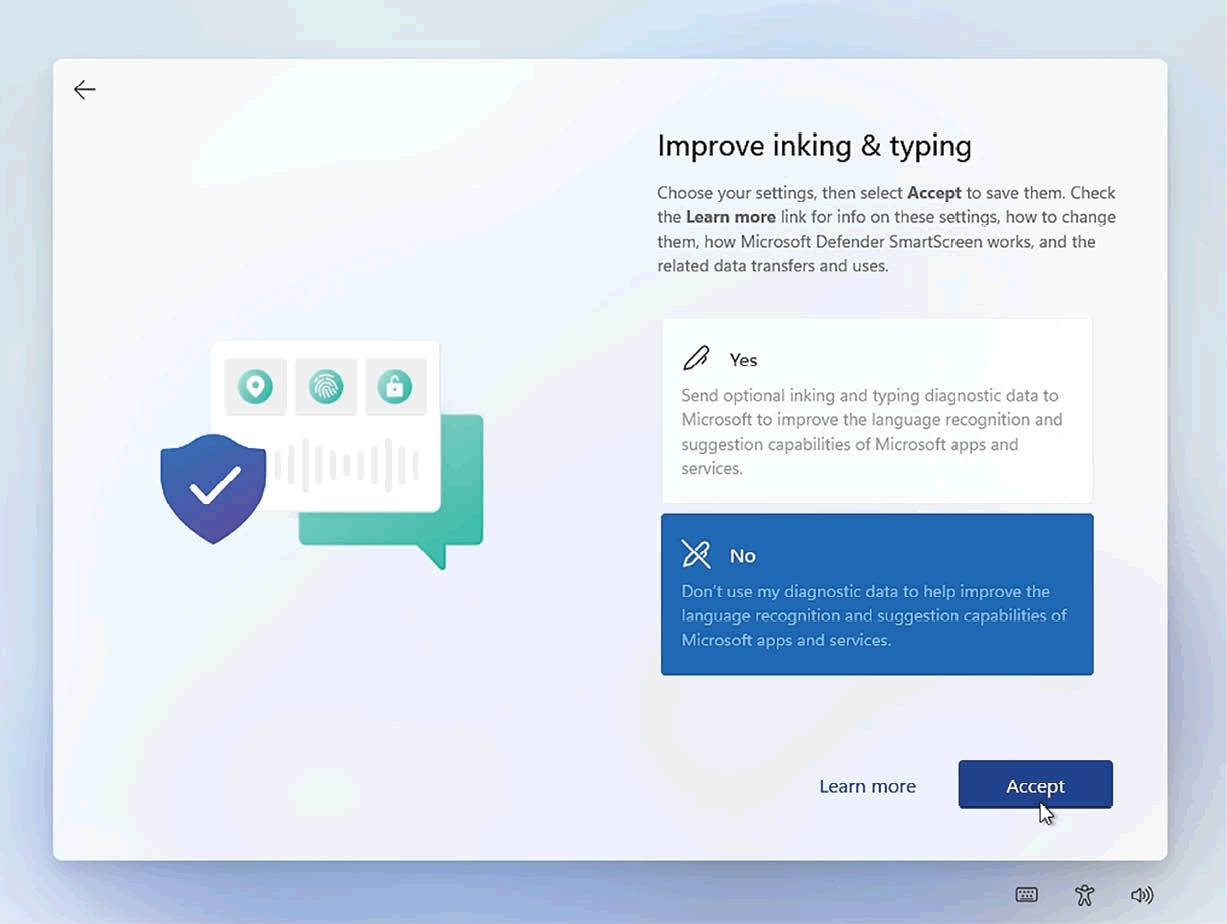 Improve inking & typing
Choose your settings, then select Accept to save them. Check
the Learn more link for info on these settings, how to change
them, how Microsoft Defender SmartScreen works, and the
related data transfers and uses.
Yes
Send optional inking and typing diagnostic data to
Microsoft to improve the language recognition and
suggestion capabilities of Microsoft apps and
services.
No
Don't use my diagnostic data to help improve the
language recognition and suggestion capabilities of
Microsoft apps and services.
Learn more
Accept